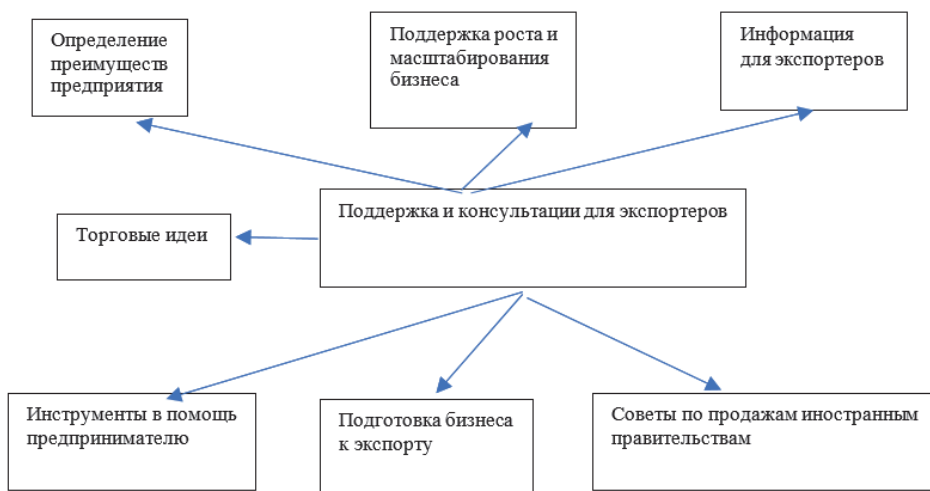 Определение
преимуществ
предприятия
Поддержка роста и
масштабирования
бизнеса
Информация
для экспортеров
Поддержка и консультации для экспортеров
Торговые идеи
Инструменты в помощь
предпринимателю
Подготовка бизнеса
к экспорту
Советы по продажам иностранным
правительствам